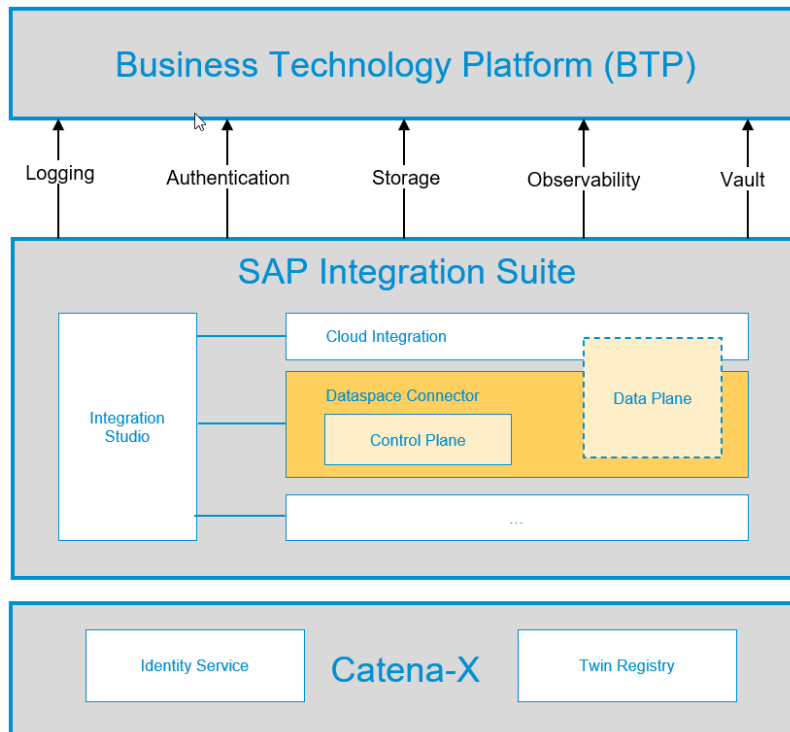 Business Technology Platform (BTP)
Logging
Authentication
Storage
Observability
Vault
SAP Integration Suite
Integration
Studio
Cloud Integration
Dataspace Connector
Control Plane
Data Plane
...
Identity Service
Catena-X
Twin Registry